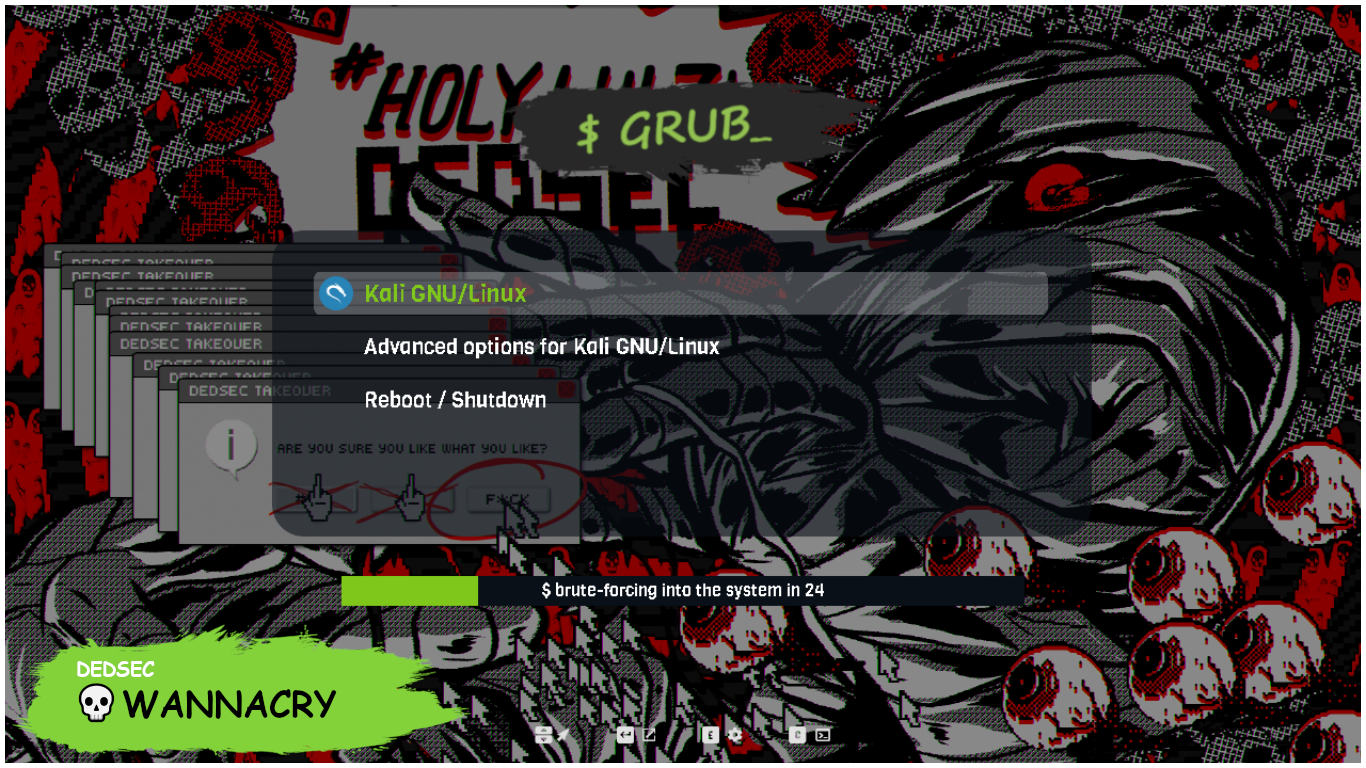 #HOLY
$ GRUB_
DEDSEC
DEDSEC TAKEOVER
DEDSEC TAKEOVER
DEDSEC TAKEOVER
DEDSEC TAKEOVER
DEDSEC TAKEOVER
DEDSEC TAKEOVER
DEDSEC TAKEOVER
DEDSEC TAKEOVER
Kali GNU/Linux
Advanced options for Kali GNU/Linux
Reboot / Shutdown
ARE YOU SURE YOU LIKE WHAT YOU LIKE?
F*CK
$ brute-forcing into the system in 24
DEDSEC
WANNACRY
E
C